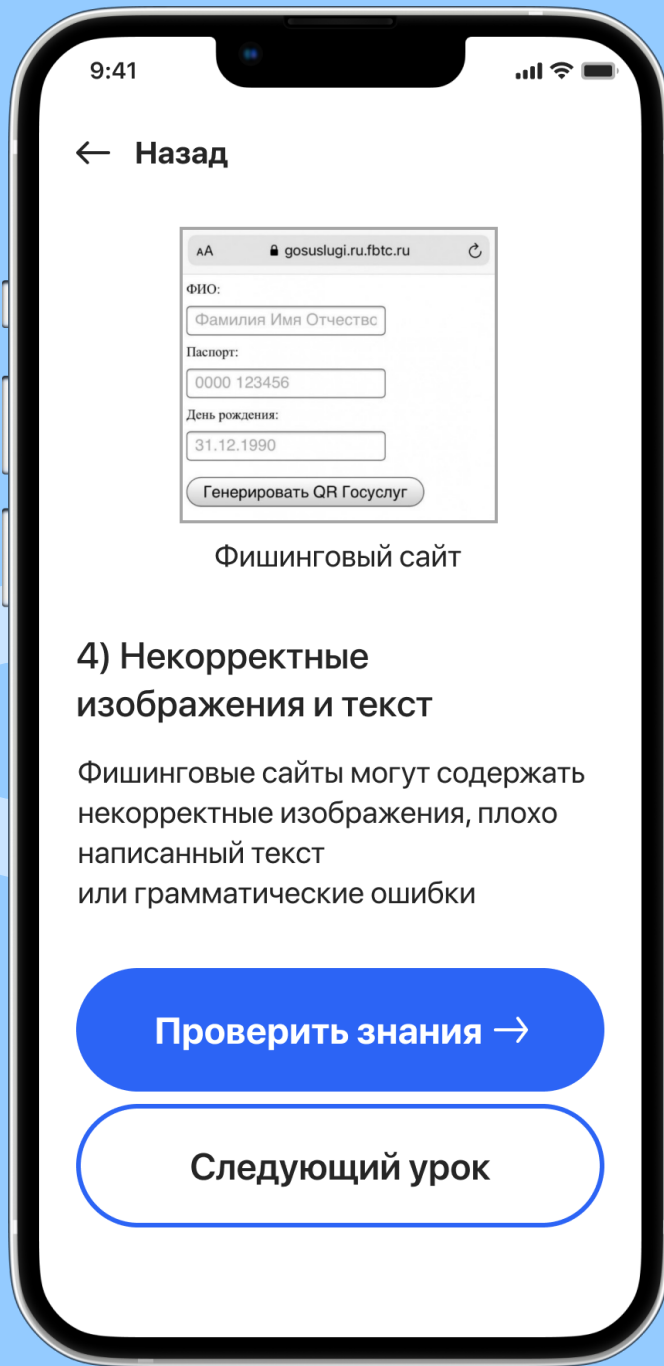 9:41
← Назад
AA gosuslugi.ru.fbtc.ru
ФИО:
Фамилия Имя Отчество
Паспорт:
0000 123456
День рождения:
31.12.1990
Генерировать QR Госуслуг
Фишинговый сайт
4) Некорректные
изображения и текст
Фишинговые сайты могут содержать
некорректные изображения, плохо
написанный текст
или грамматические ошибки
Проверить знания →
Следующий урок